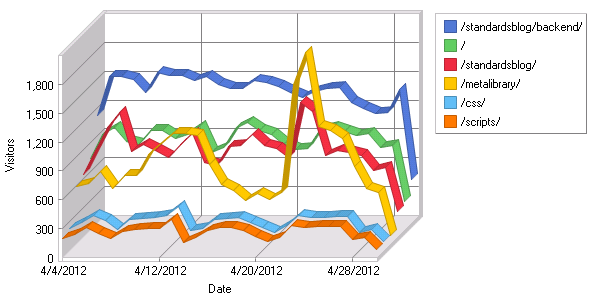 /standardsblog/backend/
/
/standardsblog/
/metalibrary/
/css/
/scripts/
Visitors
1,800
1,500
1,200
900
600
300
0
4/4/2012 4/12/2012 4/20/2012 4/28/2012
Date